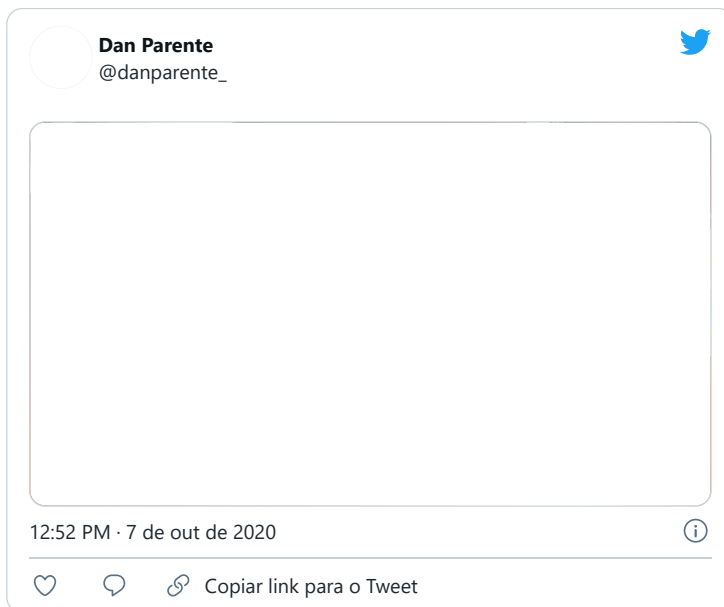 Dan Parente
@danparente_
12:52 PM · 7 de out de 2020
Copiar link para o Tweet